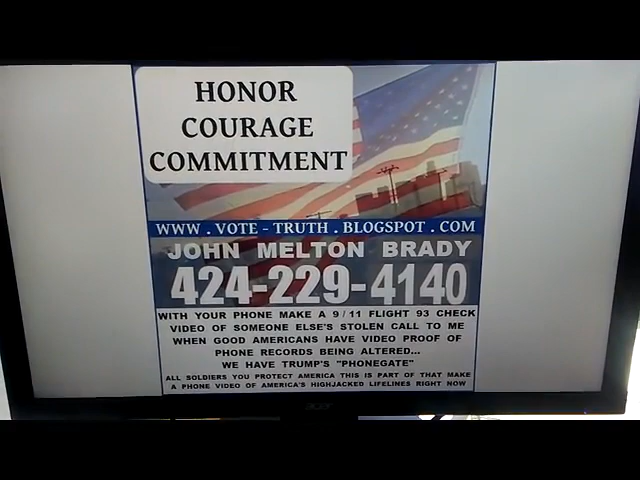 HONOR
COURAGE
COMMITMENT
WWW . VOTE - TRUTH . BLOGSPOT . COM
JOHN MELTON BRADY
424-229-4140
WITH YOUR PHONE MAKE A 9/11 FLIGHT 93 CHECK
VIDEO OF SOMEONE ELSE'S STOLEN CALL TO ME
WHEN GOOD AMERICANS HAVE VIDEO PROOF OF
PHONE RECORDS BEING ALTERED...
WE HAVE TRUMP'S "PHONEGATE"
ALL SOLDIERS YOU PROTECT AMERICA THIS IS PART OF THAT MAKE
A PHONE VIDEO OF AMERICA'S HIGHJACKED LIFELINES RIGHT NOW
acer